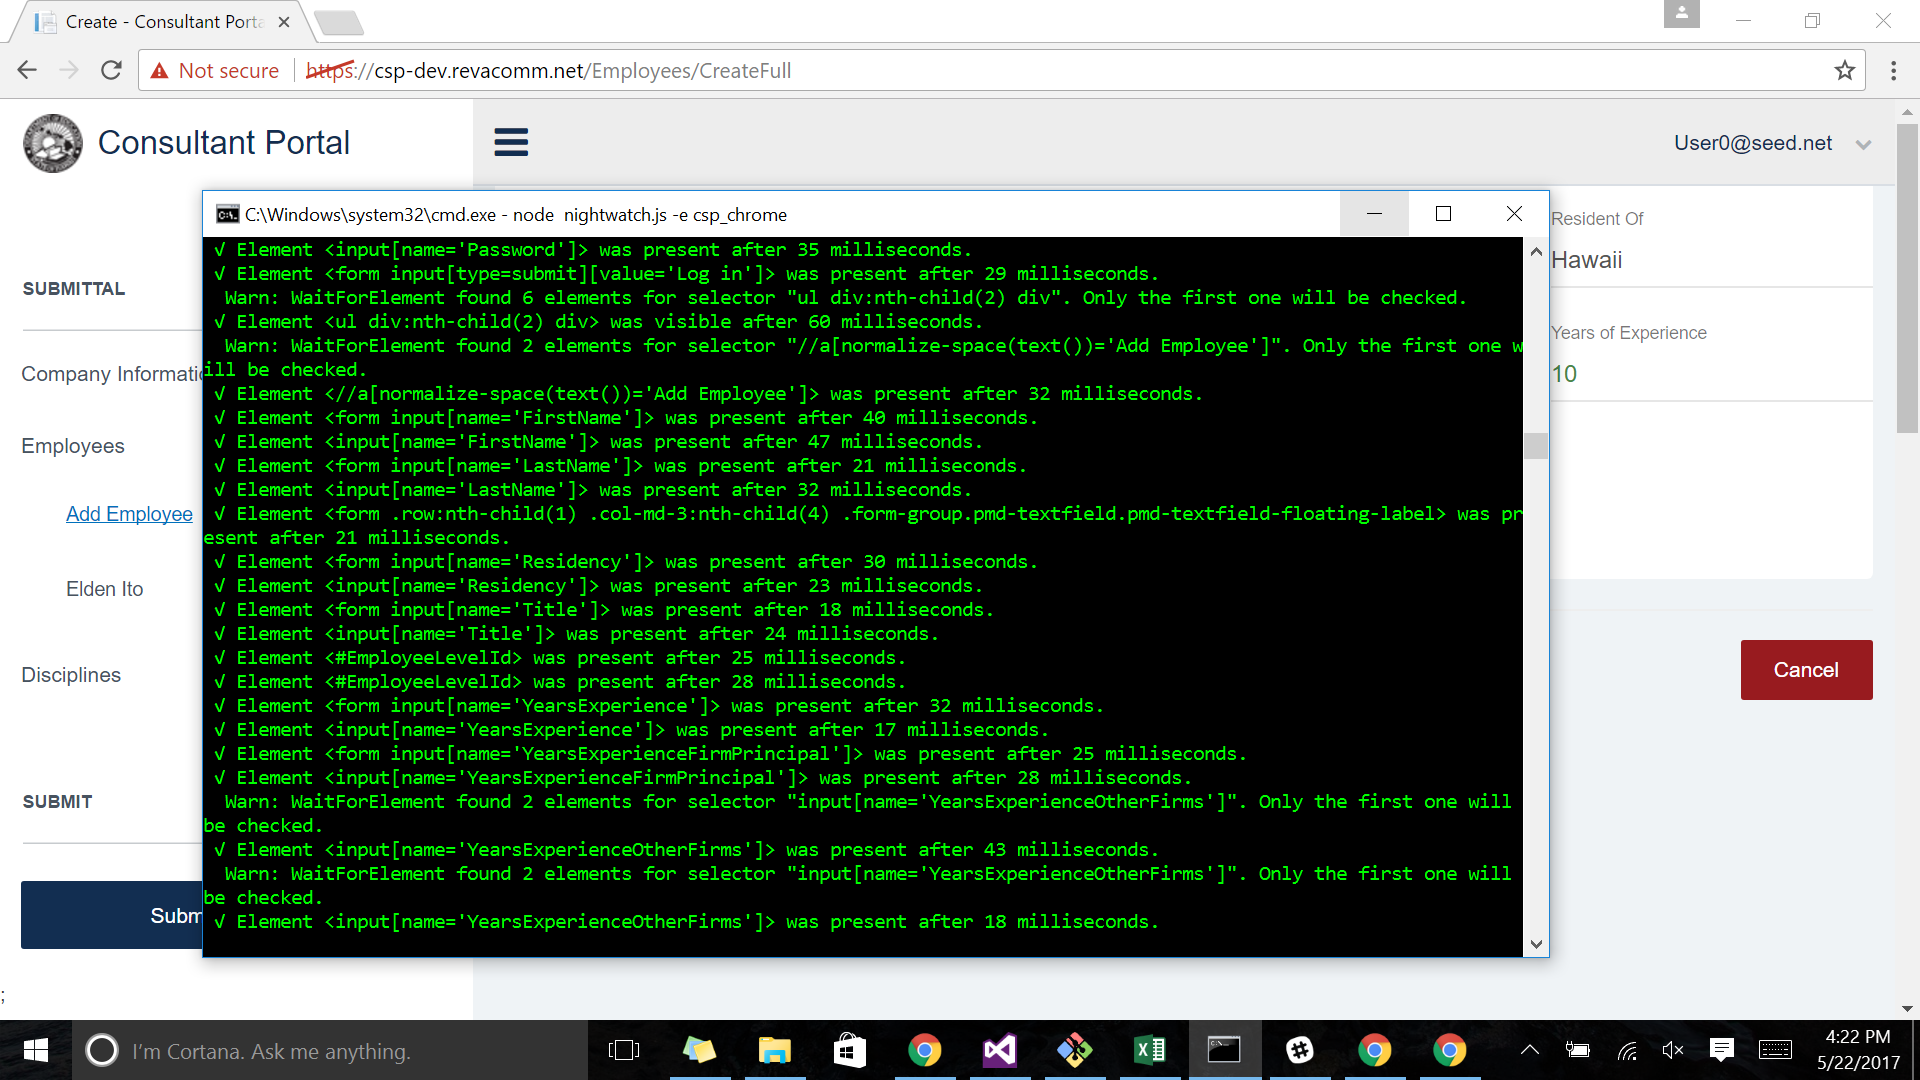 Create - Consultant Porta
Not secure
https://csp-dev.revacomm.net/Employees/CreateFull
Consultant Portal
User0@seed.net
C:\Windows\system32\cmd.exe - node  nightwatch.js -e csp_chrome
√ Element <input[name='Password']> was present after 35 milliseconds.
√ Element <form input[type=submit][value='Log in']> was present after 29 milliseconds.
Warn: WaitForElement found 6 elements for selector "ul div:nth-child(2) div". Only the first one will be checked.
√ Element <ul div:nth-child(2) div> was visible after 60 milliseconds.
Warn: WaitForElement found 2 elements for selector "//a[normalize-space(text())='Add Employee']". Only the first one w
ill be checked.
√ Element <//a[normalize-space(text())='Add Employee']> was present after 32 milliseconds.
√ Element <form input[name='FirstName']> was present after 40 milliseconds.
√ Element <input[name='FirstName']> was present after 47 milliseconds.
√ Element <form input[name='LastName']> was present after 21 milliseconds.
√ Element <input[name='LastName']> was present after 32 milliseconds.
√ Element <form .row:nth-child(1) .col-md-3:nth-child(4) .form-group.pmd-textfield.pmd-textfield-floating-label> was pr
esent after 21 milliseconds.
√ Element <form input[name='Residency']> was present after 30 milliseconds.
√ Element <input[name='Residency']> was present after 23 milliseconds.
√ Element <form input[name='Title']> was present after 18 milliseconds.
√ Element <input[name='Title']> was present after 24 milliseconds.
√ Element <#EmployeeLevelId> was present after 25 milliseconds.
√ Element <#EmployeeLevelId> was present after 28 milliseconds.
√ Element <form input[name='YearsExperience']> was present after 32 milliseconds.
√ Element <input[name='YearsExperience']> was present after 17 milliseconds.
√ Element <form input[name='YearsExperienceFirmPrincipal']> was present after 25 milliseconds.
√ Element <input[name='YearsExperienceFirmPrincipal']> was present after 28 milliseconds.
Warn: WaitForElement found 2 elements for selector "input[name='YearsExperienceOtherFirms']". Only the first one will
be checked.
√ Element <input[name='YearsExperienceOtherFirms']> was present after 43 milliseconds.
Warn: WaitForElement found 2 elements for selector "input[name='YearsExperienceOtherFirms']". Only the first one will
be checked.
√ Element <input[name='YearsExperienceOtherFirms']> was present after 18 milliseconds.
SUBMITTAL
Company Informati
Employees
Add Employee
Elden Ito
Disciplines
SUBMIT
Subm
;
Resident Of
Hawaii
Years of Experience
10
Cancel
I'm Cortana. Ask me anything.
4:22 PM
5/22/2017